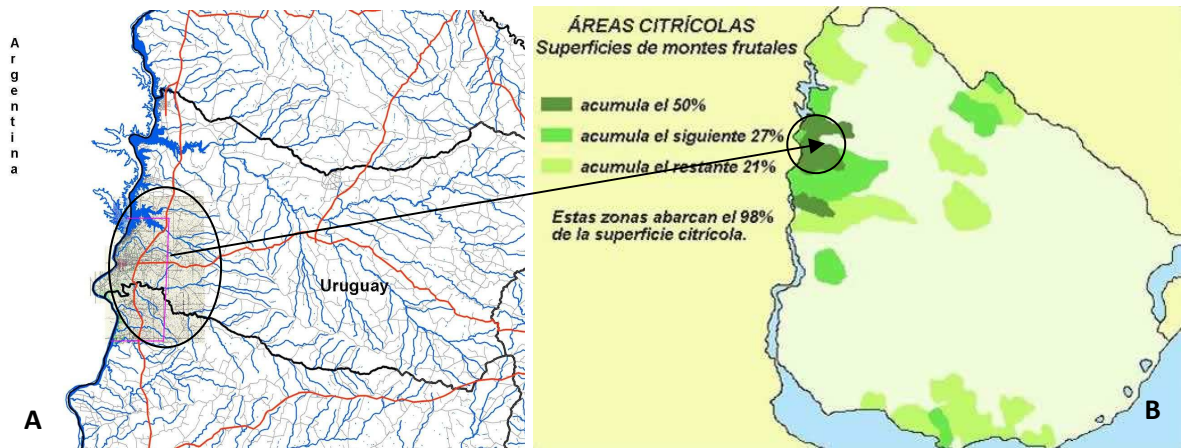 Argentina
Uruguay
A
ÁREAS CITRÍCOLAS
Superficies de montes frutales
acumula el 50%
acumula el siguiente 27%
acumula el restante 21%
Estas zonas abarcan el 98%
de la superficie citrícola.
B